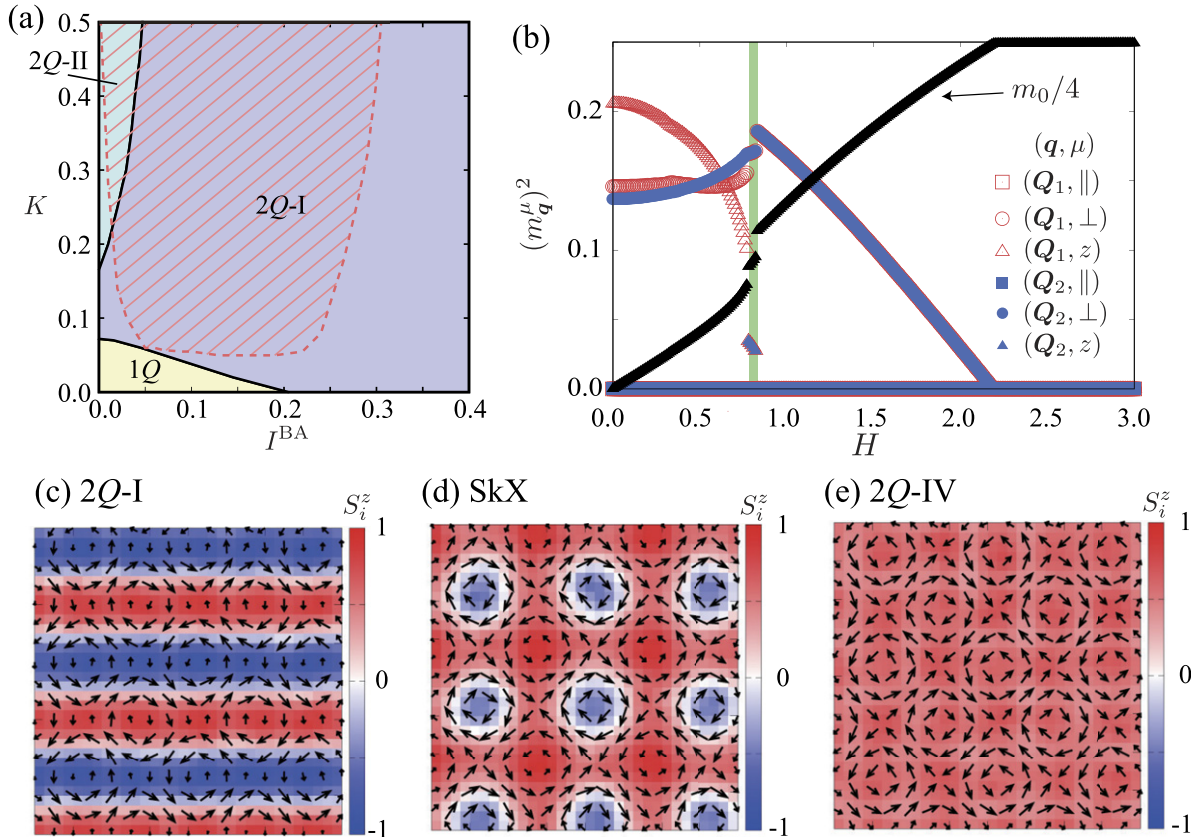 (a)
0.5
0.4
0.3
0.2
0.1
0.0
K
2Q-II
2Q-I
1Q
0.0 0.1 0.2 0.3 0.4
I^BA
(b)
0.2
0.1
0.0
(m_q^μ)^2
m_0/4
(q, μ)
(Q_1, ∥)
(Q_1, ⊥)
(Q_1, z)
(Q_2, ∥)
(Q_2, ⊥)
(Q_2, z)
0.0 0.5 1.0 1.5 2.0 2.5 3.0
H
(c) 2Q-I
S_i^z
1
0
-1
(d) SkX
S_i^z
1
0
-1
(e) 2Q-IV
S_i^z
1
0
-1